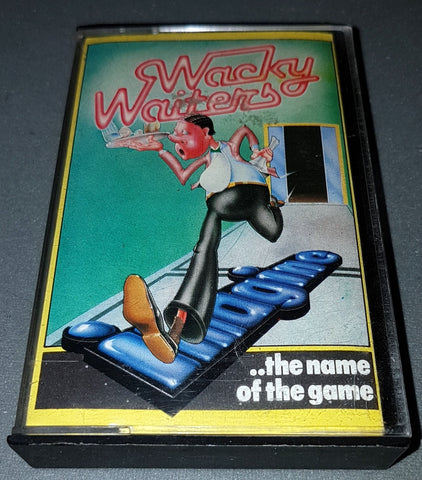 Wacky
Waiters
imagine
..the name
of the game